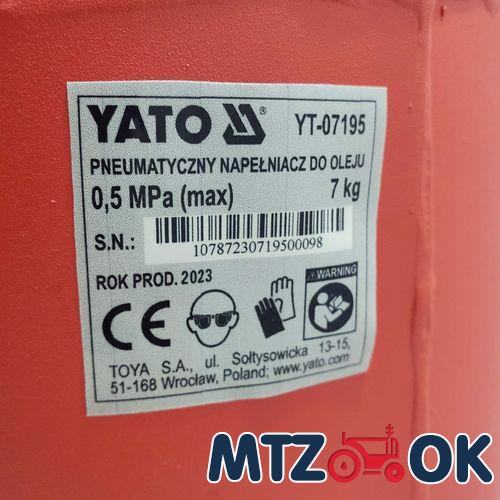 YATO YT-07195
PNEUMATYCZNY NAPEŁNIACZ DO OLEJU
0,5 MPa (max) 7 kg
S.N.: 10787230719500098
ROK PROD. 2023
CE WARNING
TOYA S.A., ul. Sołtysowicka 13-15,
51-168 Wrocław, Poland; www.yato.com
MTZ OK